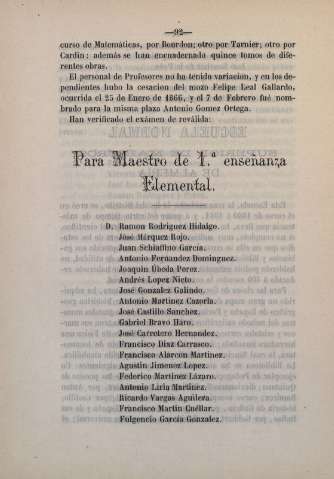 —92—
curso de Matemáticas, por Bourdon; otro por Tarnier; otro por
Cardin: además se han encuadernado quince tomos de dife-
rentes obras.
El personal de Profesores no ha tenido variacion, y en los de-
pendientes hubo la cesacion del mozo Felipe Leal Gallardo,
ocurrida el 25 de Enero de 1866, y el 7 de Febrero fué nom-
brado para la misma plaza Antonio Gomez Ortega.
Han verificado el exámen de reválida:
Para Maestro de 1.ª enseñanza
Elemental.
D. Ramon Rodriguez Hidalgo.
José Márquez Rojo.
Juan Schiaffino Garcia.
Antonio Fernandez Dominguez.
Joaquin Úbeda Perez.
Andrés Lopez Nieto.
José Gonzalez Galindo.
Antonio Martinez Cazorla.
José Castillo Sanchez.
Gabriel Bravo Haro.
José Carretero Hernandez.
Francisco Diaz Carrasco.
Francisco Alarcon Martinez.
Agustin Jimenez Lopez.
Federico Martinez Lázaro.
Antonio Liria Martinez.
Ricardo Vargas Aguilera.
Francisco Martin Cuéllar.
Fulgencio Garcia Gonzalez.